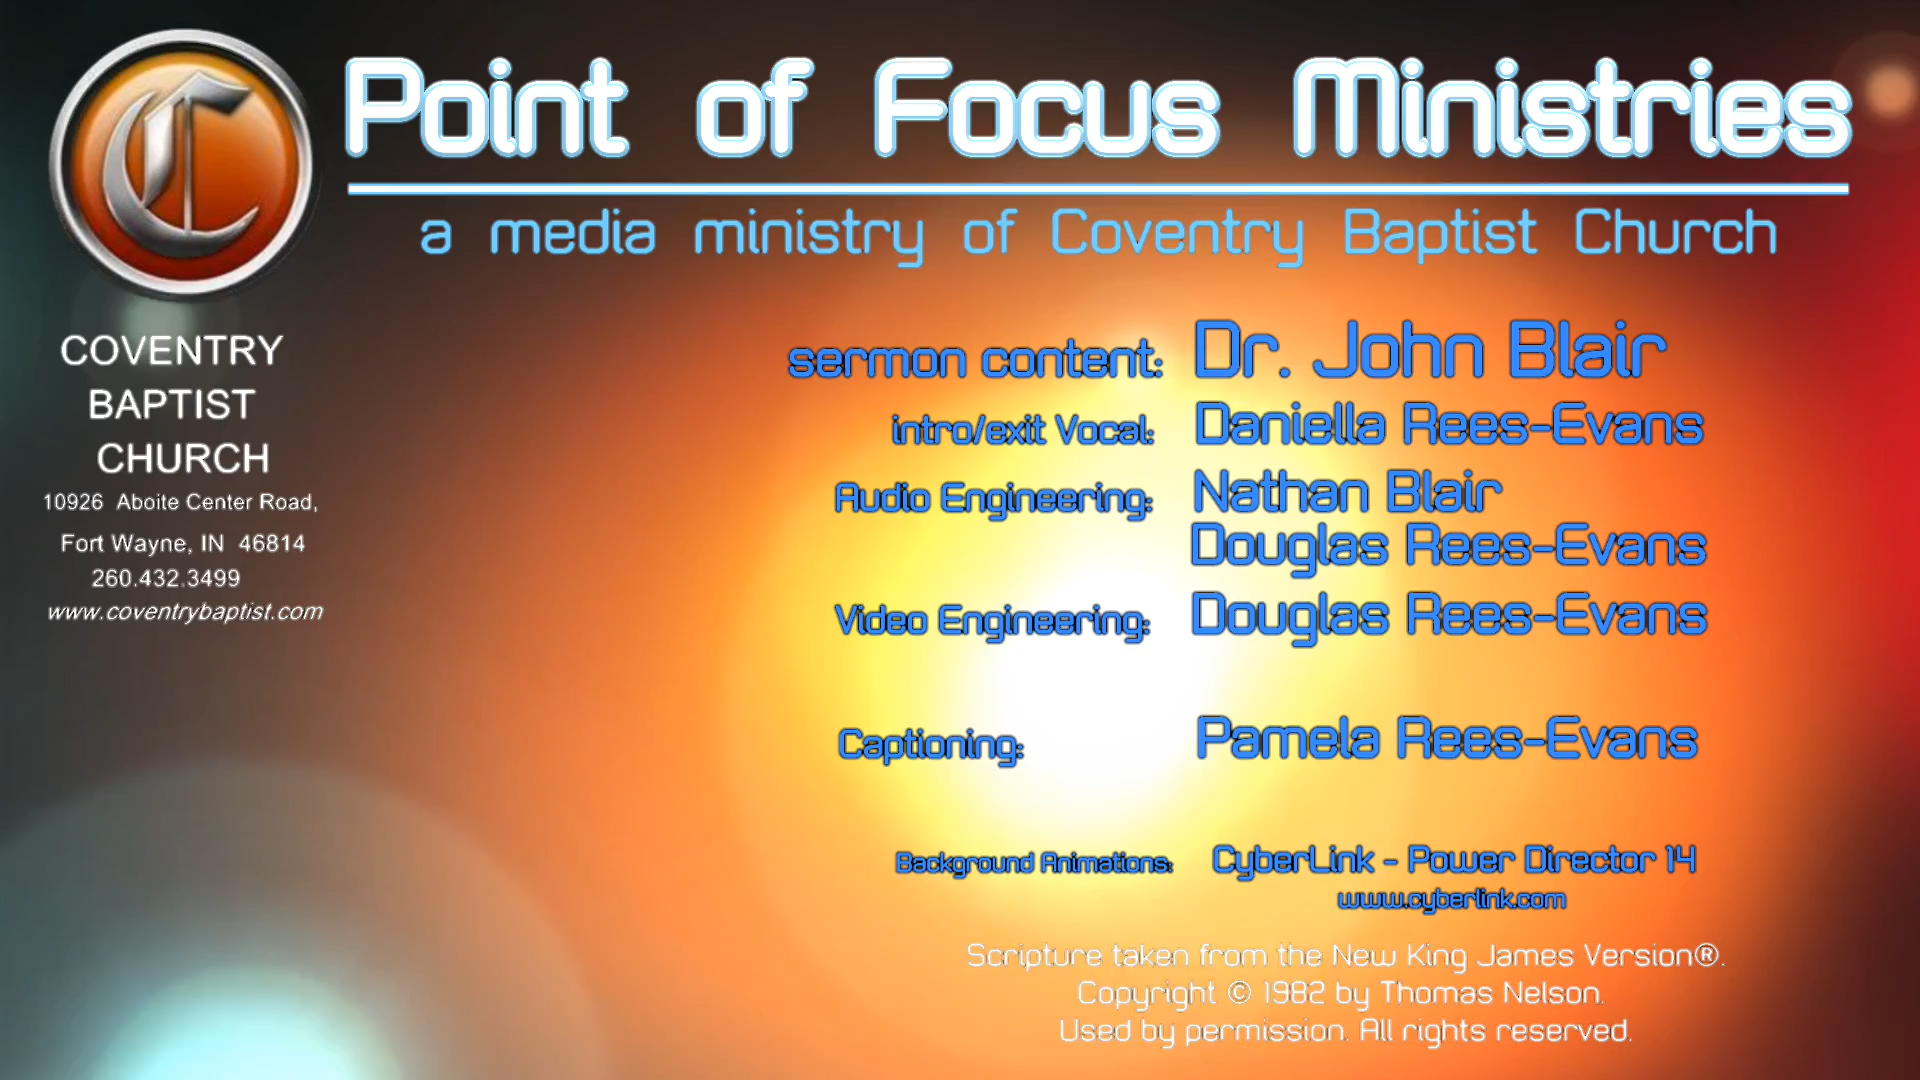 C
Point of Focus Ministries
a media ministry of Coventry Baptist Church
COVENTRY
BAPTIST
CHURCH
10926 Aboite Center Road,
Fort Wayne, IN 46814
260.432.3499
www.coventrybaptist.com
sermon content: Dr. John Blair
intro/exit Vocal: Daniella Rees-Evans
Audio Engineering: Nathan Blair
Douglas Rees-Evans
Video Engineering: Douglas Rees-Evans
Captioning: Pamela Rees-Evans
Background Animations: CyberLink - Power Director 14
www.cyberlink.com
Scripture taken from the New King James Version®.
Copyright © 1982 by Thomas Nelson.
Used by permission. All rights reserved.